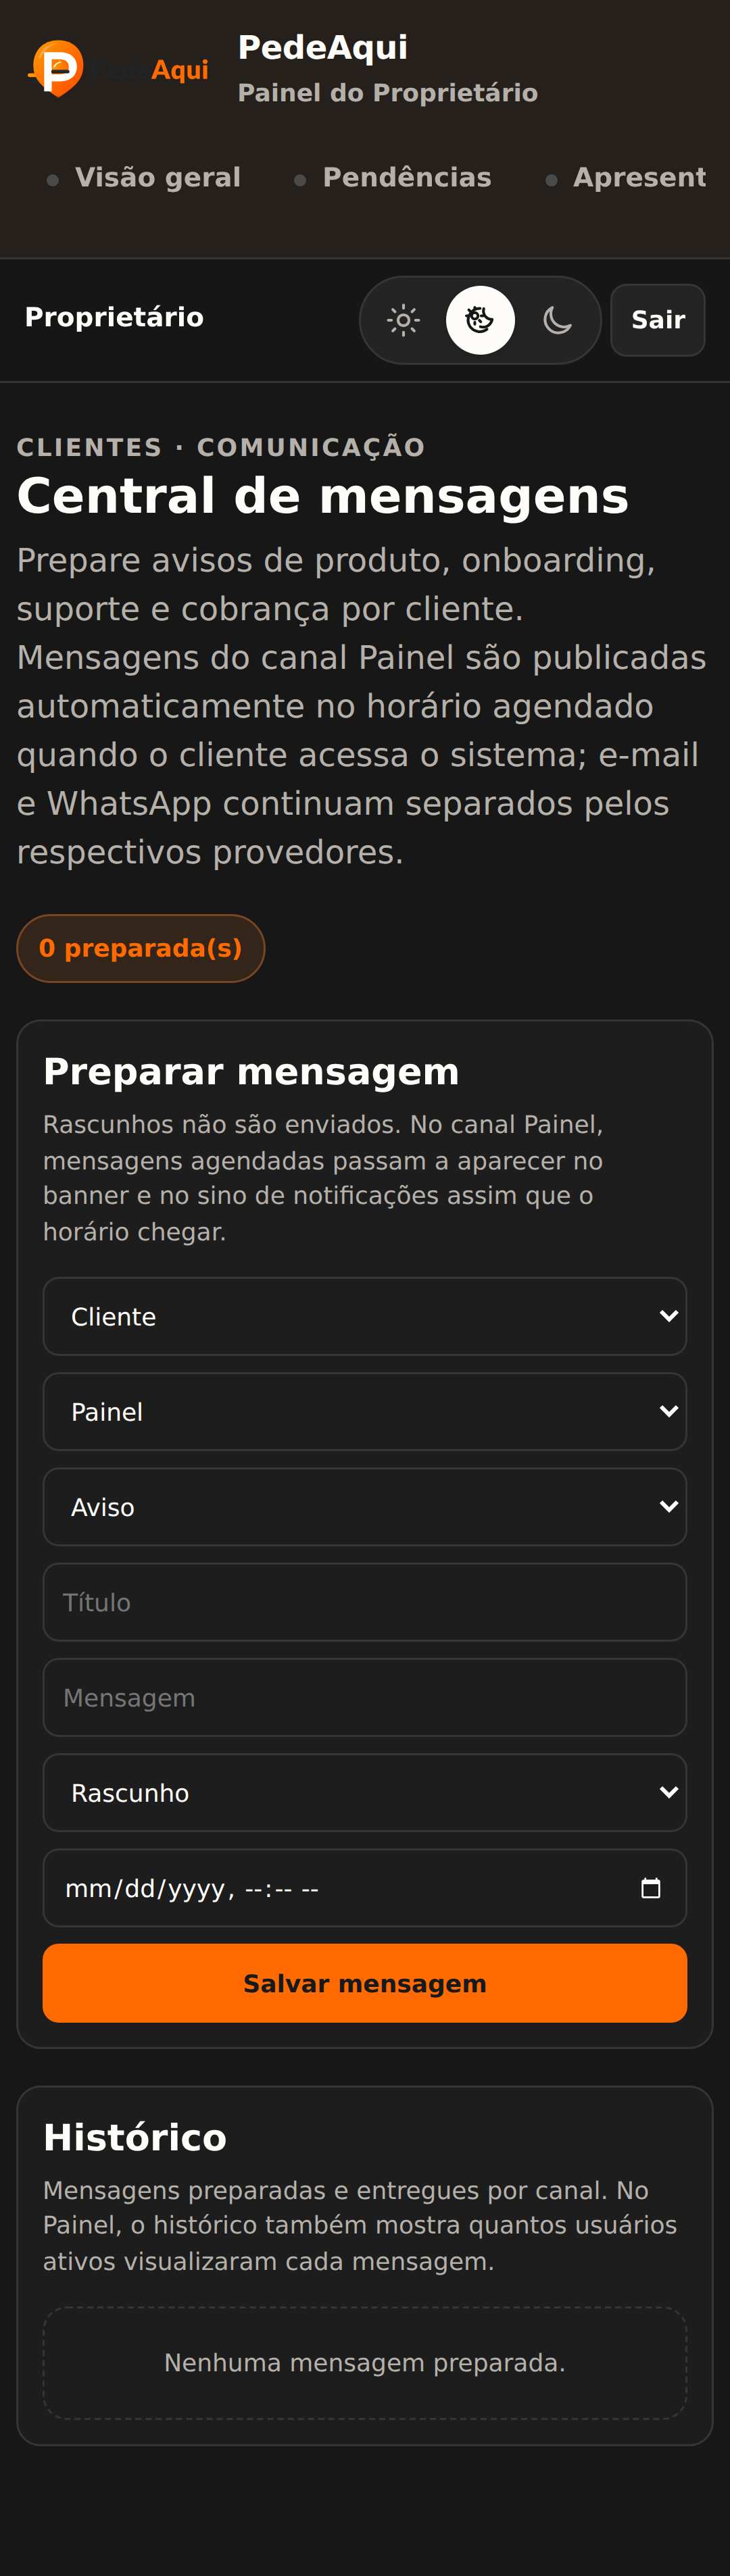 PedeAqui
PedeAqui
Painel do Proprietário
Visão geral
Pendências
Apresent
Proprietário
Sair
CLIENTES · COMUNICAÇÃO
Central de mensagens
Prepare avisos de produto, onboarding,
suporte e cobrança por cliente.
Mensagens do canal Painel são publicadas
automaticamente no horário agendado
quando o cliente acessa o sistema; e-mail
e WhatsApp continuam separados pelos
respectivos provedores.
0 preparada(s)
Preparar mensagem
Rascunhos não são enviados. No canal Painel,
mensagens agendadas passam a aparecer no
banner e no sino de notificações assim que o
horário chegar.
Cliente
Painel
Aviso
Título
Mensagem
Rascunho
mm/dd/yyyy, --:-- --
Salvar mensagem
Histórico
Mensagens preparadas e entregues por canal. No
Painel, o histórico também mostra quantos usuários
ativos visualizaram cada mensagem.
Nenhuma mensagem preparada.